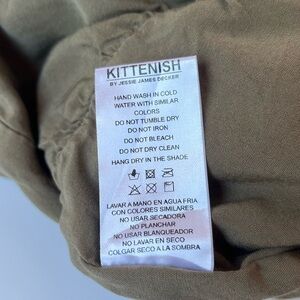 KITTENISH
BY JESSIE JAMES DECKER
HAND WASH IN COLD
WATER WITH SIMILAR
COLORS
DO NOT TUMBLE DRY
DO NOT IRON
DO NOT BLEACH
DO NOT DRY CLEAN
HANG DRY IN THE SHADE
LAVAR A MANO EN AGUA FRIA
CON COLORES SIMILARES
NO USAR SECADORA
NO PLANCHAR
NO USAR BLANQUEADOR
NO LAVAR EN SECO
COLGAR SECO A LA SOMBRA